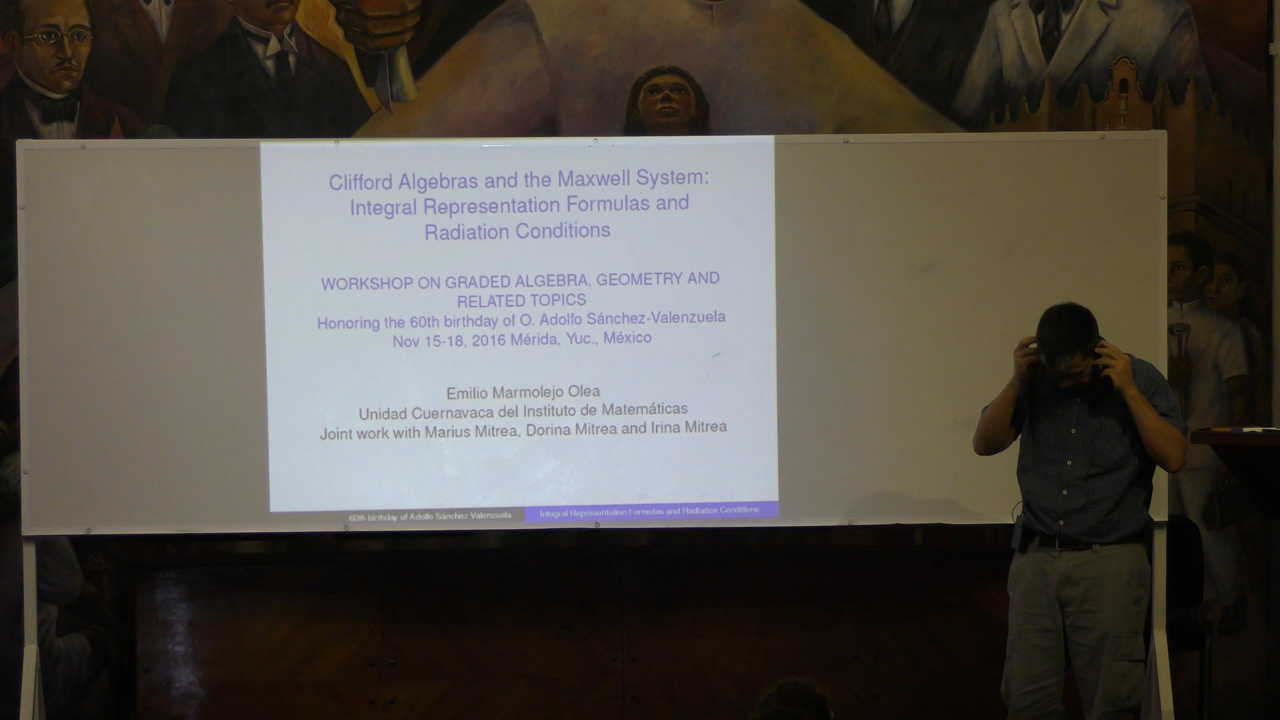 Clifford Algebras and the Maxwell System:
Integral Representation Formulas and
Radiation Conditions
WORKSHOP ON GRADED ALGEBRA, GEOMETRY AND
RELATED TOPICS
Honoring the 60th birthday of O. Adolfo Sánchez-Valenzuela
Nov 15-18, 2016 Mérida, Yuc., México
Emilio Marmolejo Olea
Unidad Cuernavaca del Instituto de Matemáticas
Joint work with Marius Mitrea, Dorina Mitrea and Irina Mitrea
60th birthday of Adolfo Sánchez Valenzuela
Integral Representation Formulas and Radiation Conditions